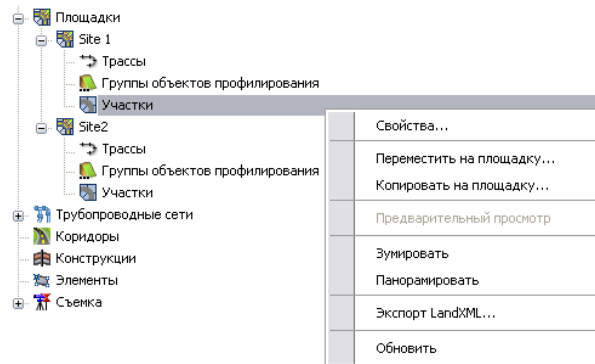 Площадки
Site 1
Трассы
Группы объектов профилирования
Участки
Site2
Трассы
Группы объектов профилирования
Участки
Трубопроводные сети
Коридоры
Конструкции
Элементы
Съемка
Свойства...
Переместить на площадку...
Копировать на площадку...
Предварительный просмотр
Зумировать
Панорамировать
Экспорт LandXML...
Обновить